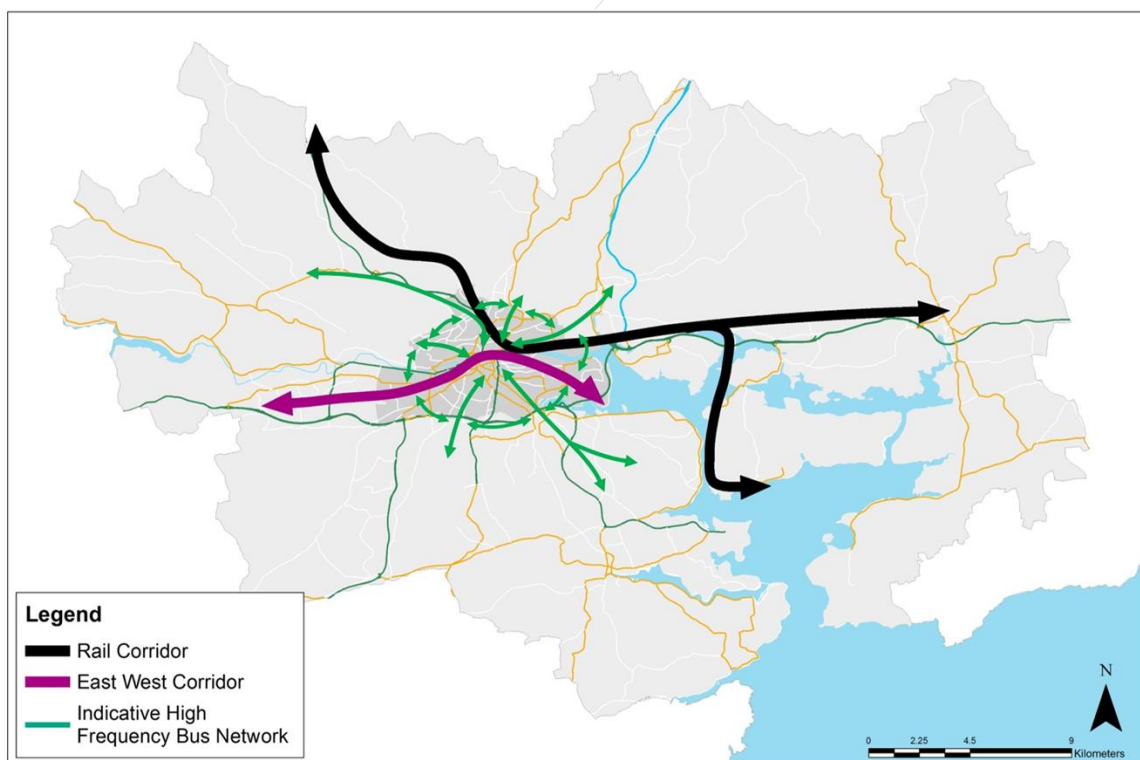 Legend
Rail Corridor
East West Corridor
Indicative High
Frequency Bus Network
N
0 2.25 4.5 9
Kilometers